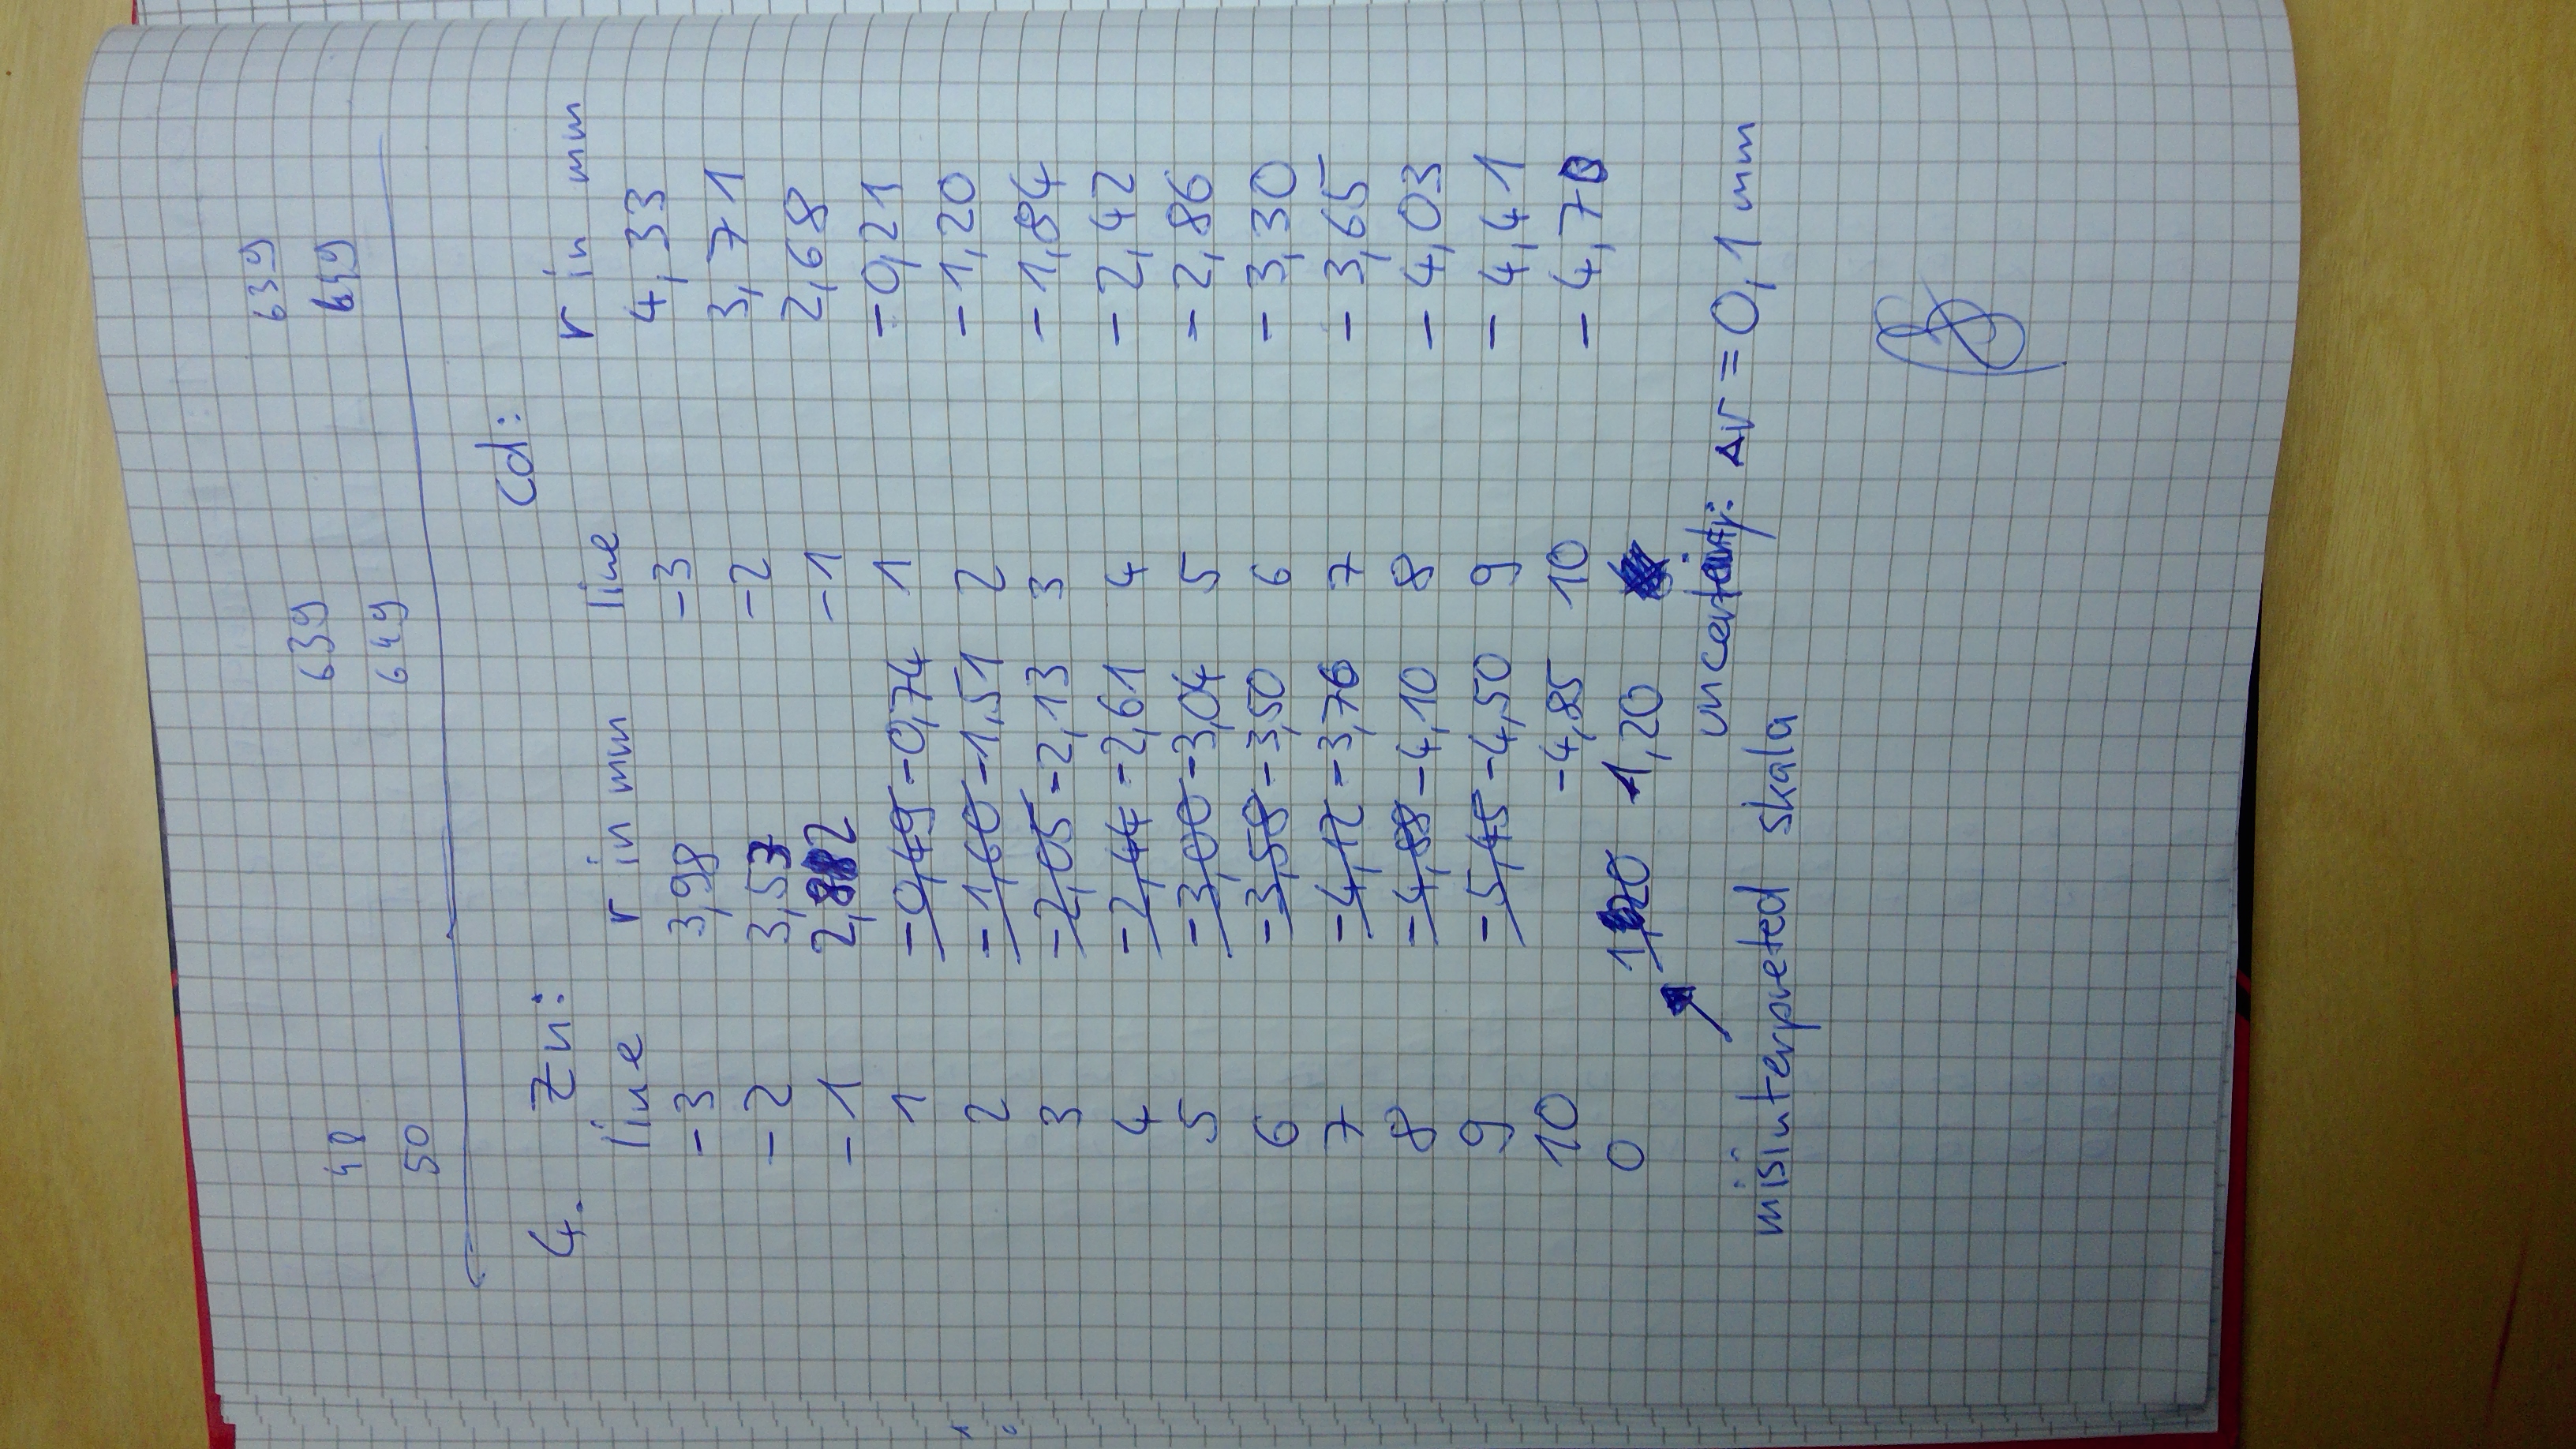 48 639 639
50 649 649
4. Zn: Cd:
line r in mm line r in mm
-3 3,98 -3 4,33
-2 3,57 -2 3,71
-1 2,82 -1 2,68
1 -0,49 -0,74 1 -0,21
2 -1,60 -1,51 2 -1,20
3 -2,05 -2,13 3 -1,84
4 -2,44 -2,61 4 -2,42
5 -3,00 -3,04 5 -2,86
6 -3,58 -3,50 6 -3,30
7 -4,12 -3,76 7 -3,65
8 -4,88 -4,10 8 -4,03
9 -5,45 -4,50 9 -4,41
10 -4,85 10 -4,70
0 1,20 1,20
uncertainty: Δr = 0,1 mm
misinterpreted skala